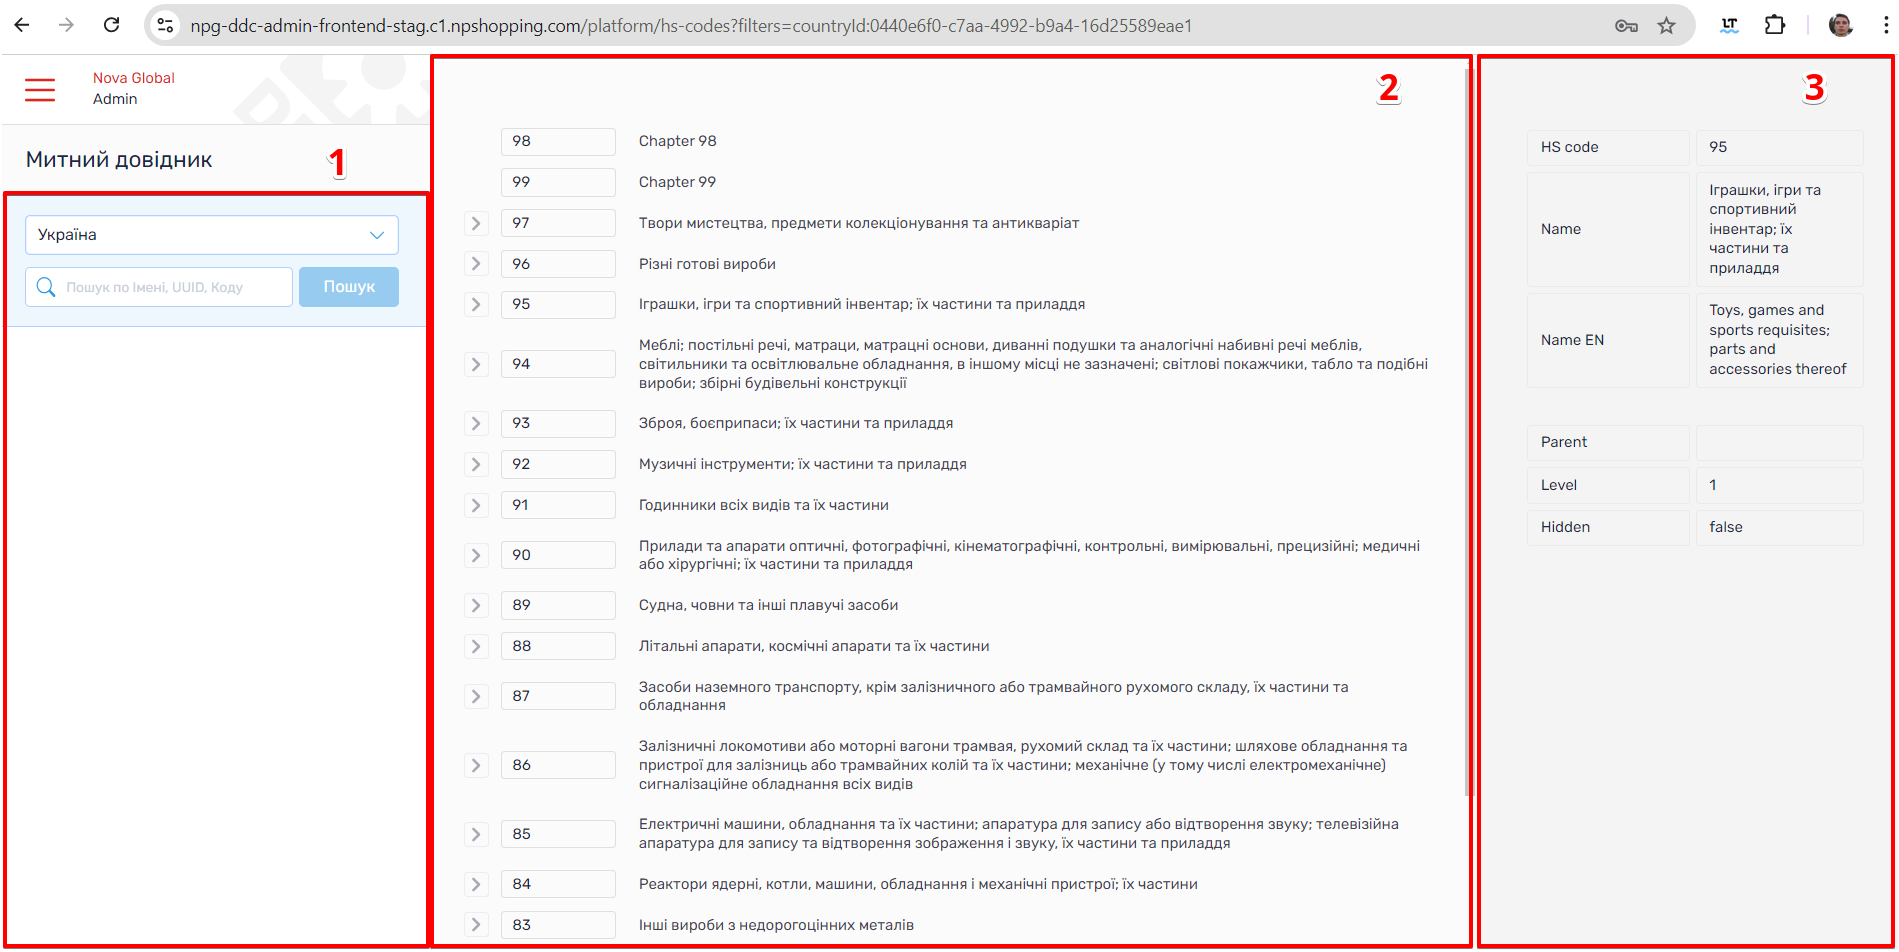 npg-ddc-admin-frontend-stag.c1.npshopping.com/platform/hs-codes?filters=countryId:0440e6f0-c7aa-4992-b9a4-16d25589eae1
LT
Nova Global
Admin
Митний довідник
1
Україна
Пошук по Імені, UUID, Коду
Пошук
2
98 Chapter 98
99 Chapter 99
97 Твори мистецтва, предмети колекціонування та антикваріат
96 Різні готові вироби
95 Іграшки, ігри та спортивний інвентар; їх частини та приладдя
94 Меблі; постільні речі, матраци, матрацні основи, диванні подушки та аналогічні набивні речі меблів,
світильники та освітлювальне обладнання, в іншому місці не зазначені; світлові покажчики, табло та подібні
вироби; збірні будівельні конструкції
93 Зброя, боєприпаси; їх частини та приладдя
92 Музичні інструменти; їх частини та приладдя
91 Годинники всіх видів та їх частини
90 Прилади та апарати оптичні, фотографічні, кінематографічні, контрольні, вимірювальні, прецизійні; медичні
або хірургічні; їх частини та приладдя
89 Судна, човни та інші плавучі засоби
88 Літальні апарати, космічні апарати та їх частини
87 Засоби наземного транспорту, крім залізничного або трамвайного рухомого складу, їх частини та
обладнання
86 Залізничні локомотиви або моторні вагони трамвая, рухомий склад та їх частини; шляхове обладнання та
пристрої для залізниць або трамвайних колій та їх частини; механічне (у тому числі електромеханічне)
сигналізаційне обладнання всіх видів
85 Електричні машини, обладнання та їх частини; апаратура для запису або відтворення звуку; телевізійна
апаратура для запису та відтворення зображення і звуку, їх частини та приладдя
84 Реактори ядерні, котли, машини, обладнання і механічні пристрої; їх частини
83 Інші вироби з недорогоцінних металів
3
HS code 95
Name
Іграшки, ігри та
спортивний
інвентар; їх
частини та
приладдя
Name EN
Toys, games and
sports requisites;
parts and
accessories thereof
Parent
Level 1
Hidden false